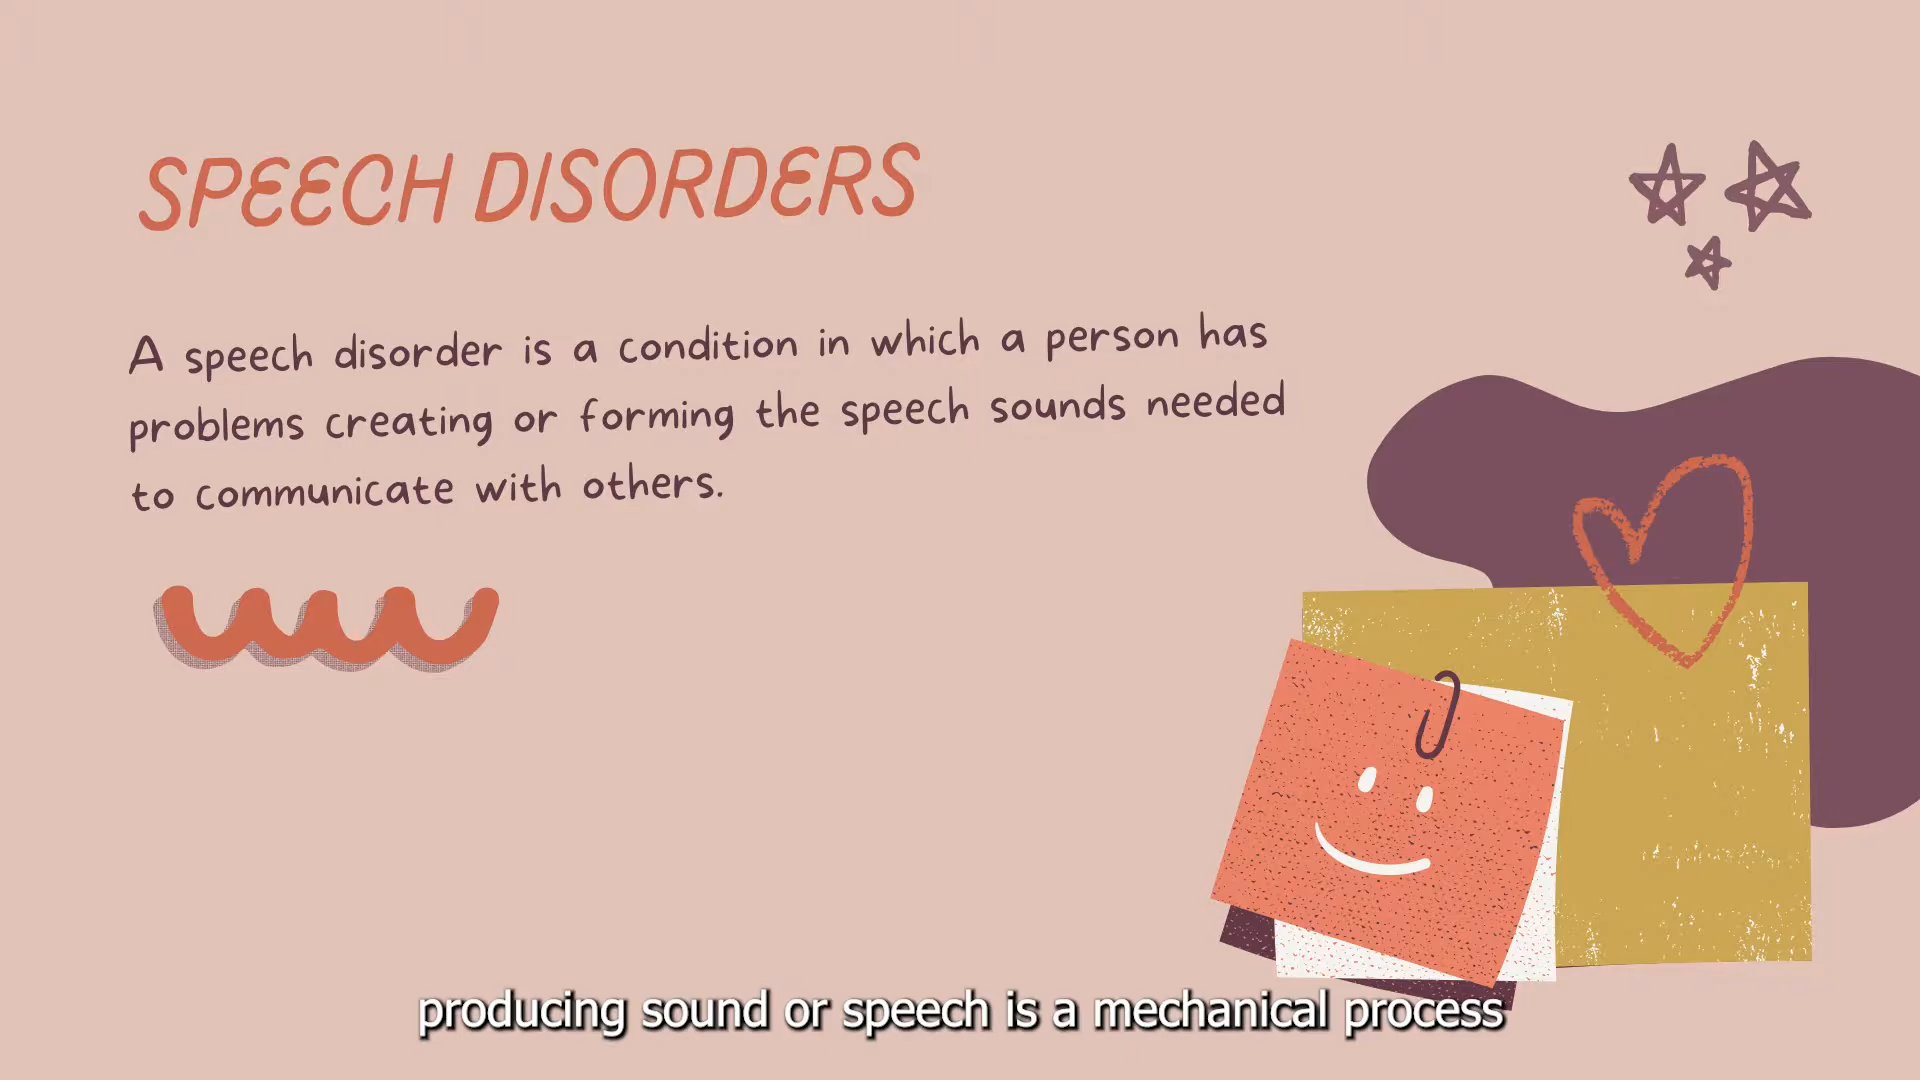 SPEECH DISORDERS
A speech disorder is a condition in which a person has
problems creating or forming the speech sounds needed
to communicate with others.
producing sound or speech is a mechanical process